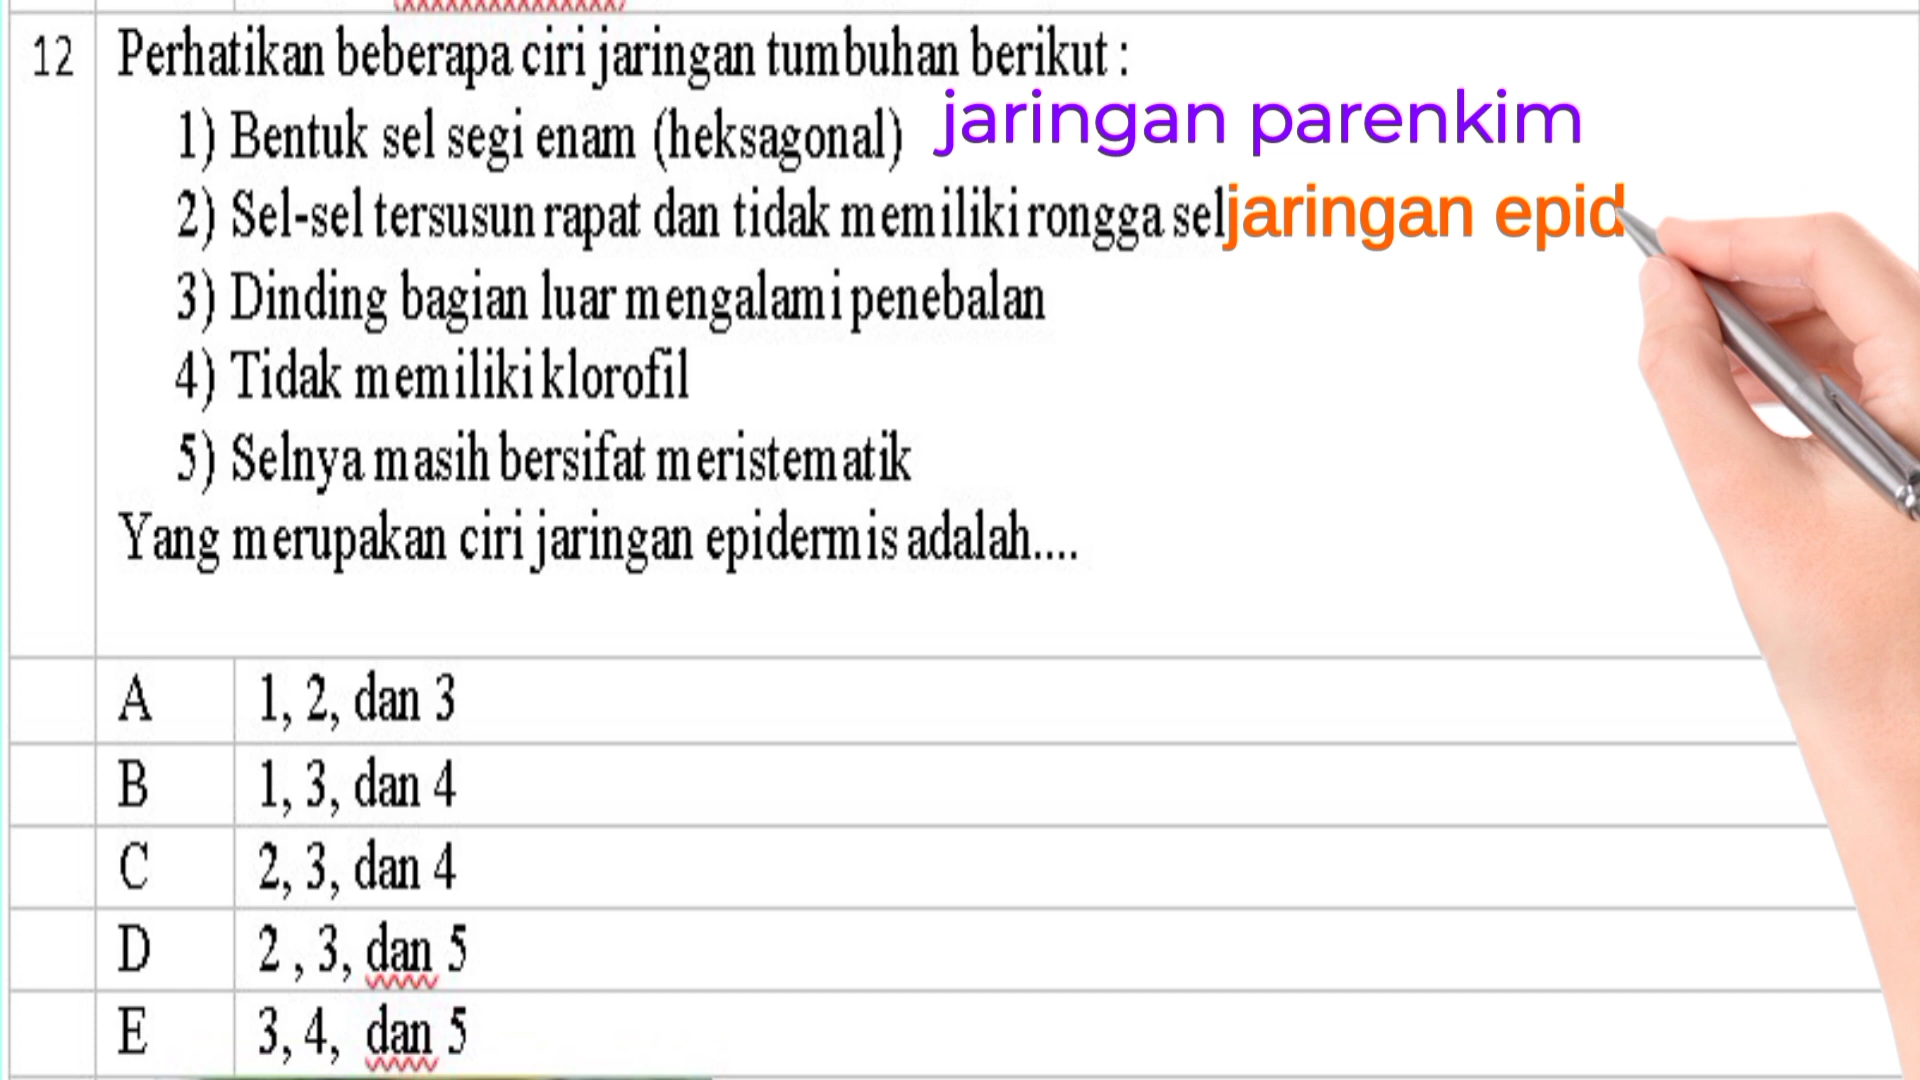 12 Perhatikan beberapa ciri jaringan tumbuhan berikut :
1) Bentuk sel segi enam (heksagonal) jaringan parenkim
2) Sel-sel tersusun rapat dan tidak memiliki rongga sel jaringan epid
3) Dinding bagian luar mengalami penebalan
4) Tidak memiliki klorofil
5) Selnya masih bersifat meristematik
Yang merupakan ciri jaringan epidermis adalah....
A 1, 2, dan 3
B 1, 3, dan 4
C 2, 3, dan 4
D 2 , 3, dan 5
E 3, 4, dan 5